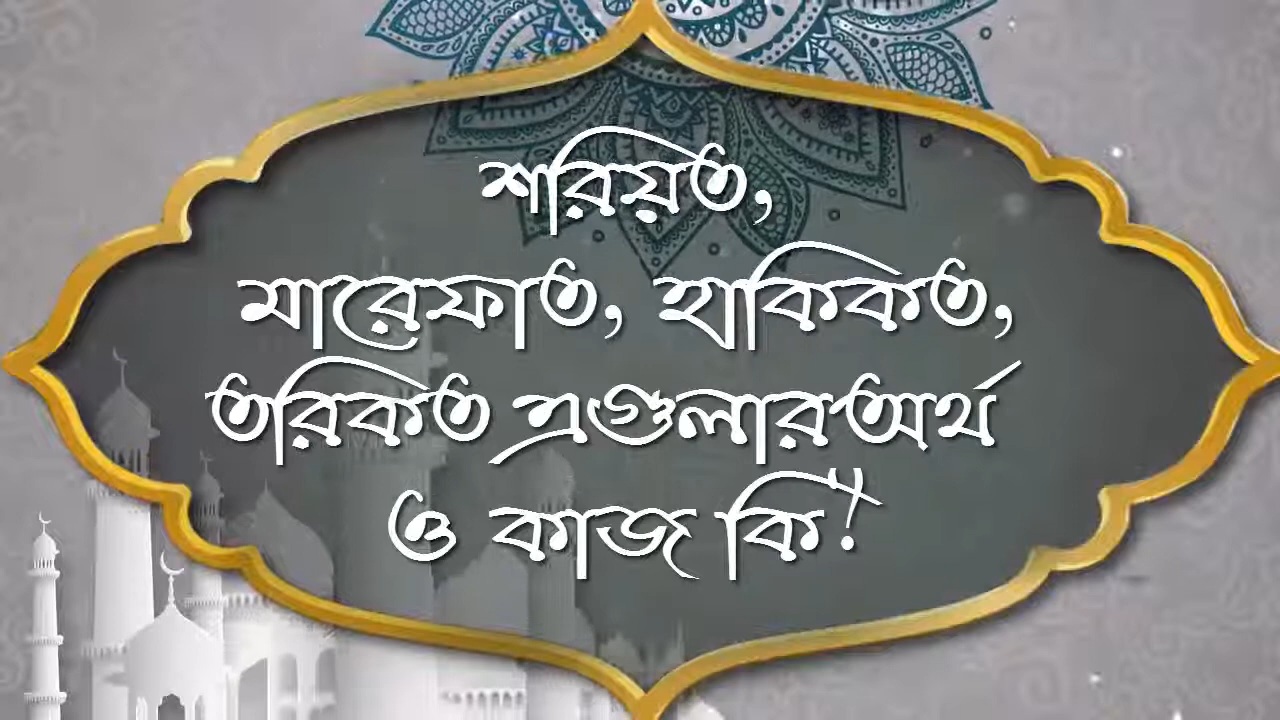 শরিয়ত,
মারেফাত, হাকিকত,
তরিকত এগুলার অর্থ
ও কাজ কি?